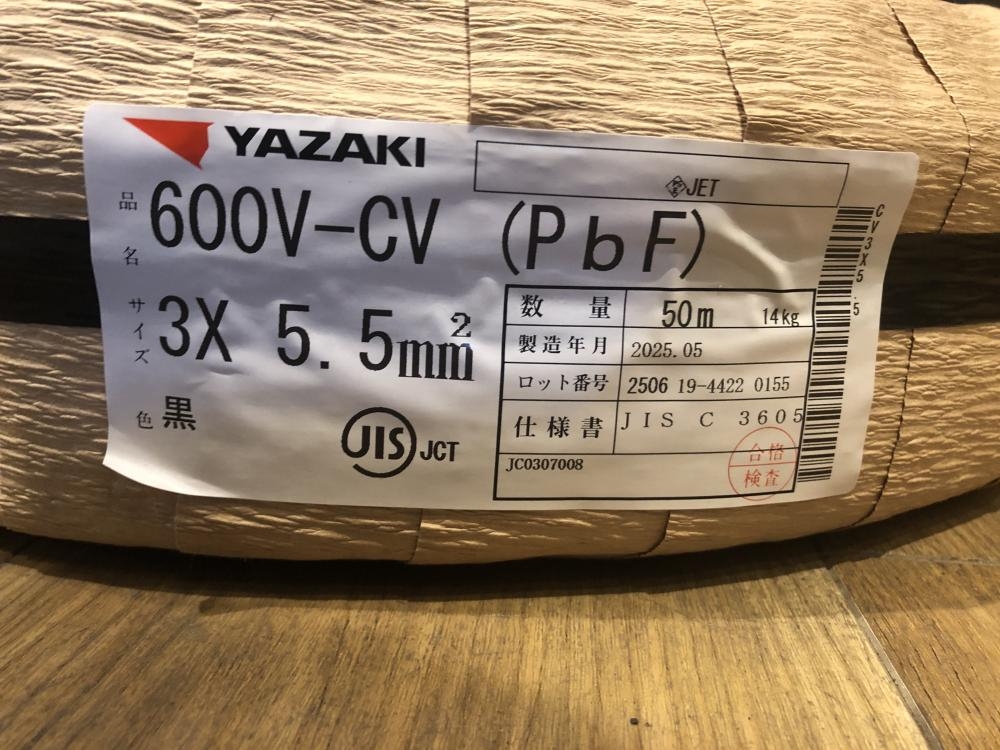 YAZAKI
JET
品名 600V-CV (PbF)
サイズ 3X 5.5mm²
色 黒
JIS JCT
数量 50m 14kg
製造年月 2025.05
ロット番号 2506 19-4422 0155
仕様書 JIS C 3605
JC0307008
合格
検査
CV3X5.5